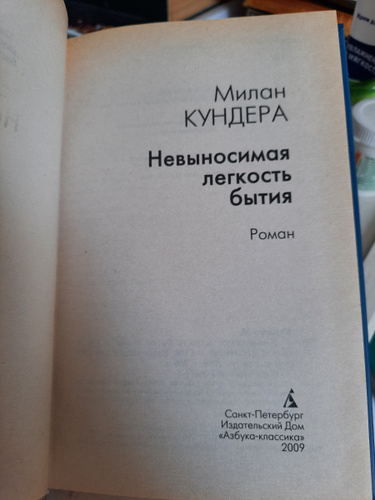 Милан
КУНДЕРА
Невыносимая
легкость
бытия
Роман
Санкт-Петербург
Издательский Дом
«Азбука-классика»
2009